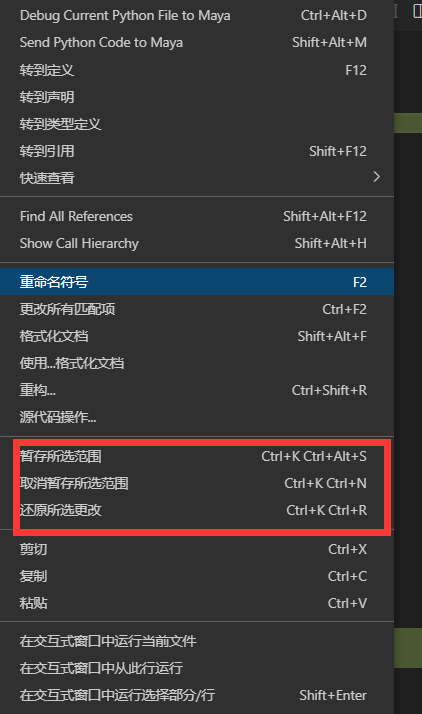 Debug Current Python File to Maya Ctrl+Alt+D
Send Python Code to Maya Shift+Alt+M
转到定义 F12
转到声明
转到类型定义
转到引用 Shift+F12
快速查看
Find All References Shift+Alt+F12
Show Call Hierarchy Shift+Alt+H
重命名符号 F2
更改所有匹配项 Ctrl+F2
格式化文档 Shift+Alt+F
使用...格式化文档
重构... Ctrl+Shift+R
源代码操作...
暂存所选范围 Ctrl+K Ctrl+Alt+S
取消暂存所选范围 Ctrl+K Ctrl+N
还原所选更改 Ctrl+K Ctrl+R
剪切 Ctrl+X
复制 Ctrl+C
粘贴 Ctrl+V
在交互式窗口中运行当前文件
在交互式窗口中从此行运行
在交互式窗口中运行选择部分/行 Shift+Enter